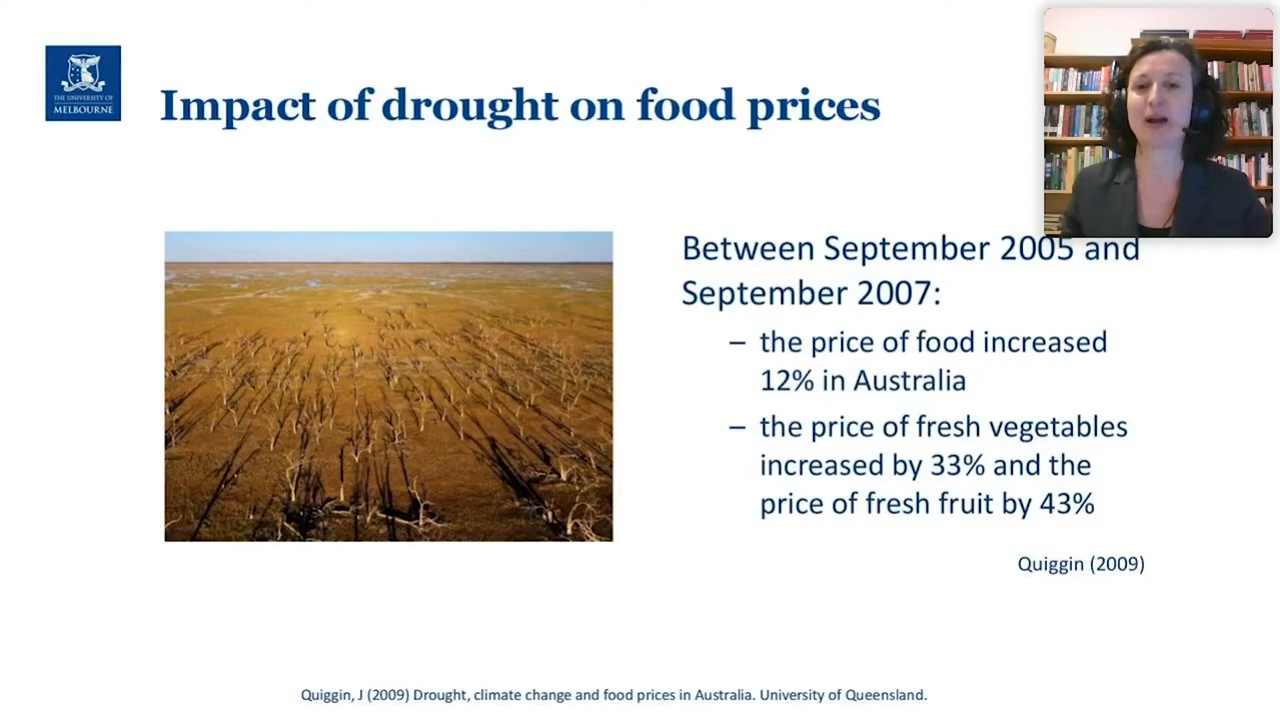 THE UNIVERSITY OF
MELBOURNE
Impact of drought on food prices
Between September 2005 and
September 2007:
– the price of food increased
12% in Australia
– the price of fresh vegetables
increased by 33% and the
price of fresh fruit by 43%
Quiggin (2009)
Quiggin, J (2009) Drought, climate change and food prices in Australia. University of Queensland.